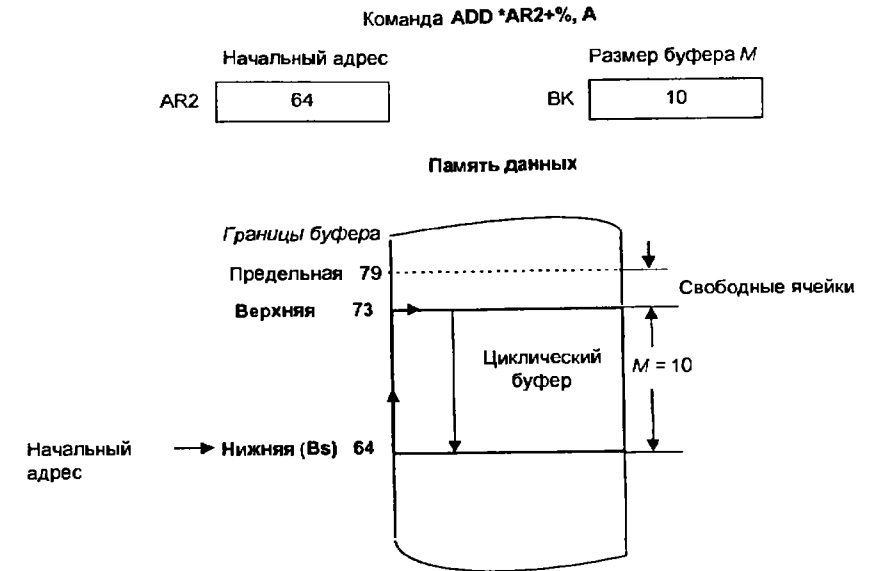 Команда ADD *AR2+%, A
Начальный адрес
Размер буфера M
AR2 64
BK 10
Память данных
Границы буфера
Предельная 79
Свободные ячейки
Верхняя 73
Циклический
буфер
M = 10
Начальный
адрес
Нижняя (Bs) 64